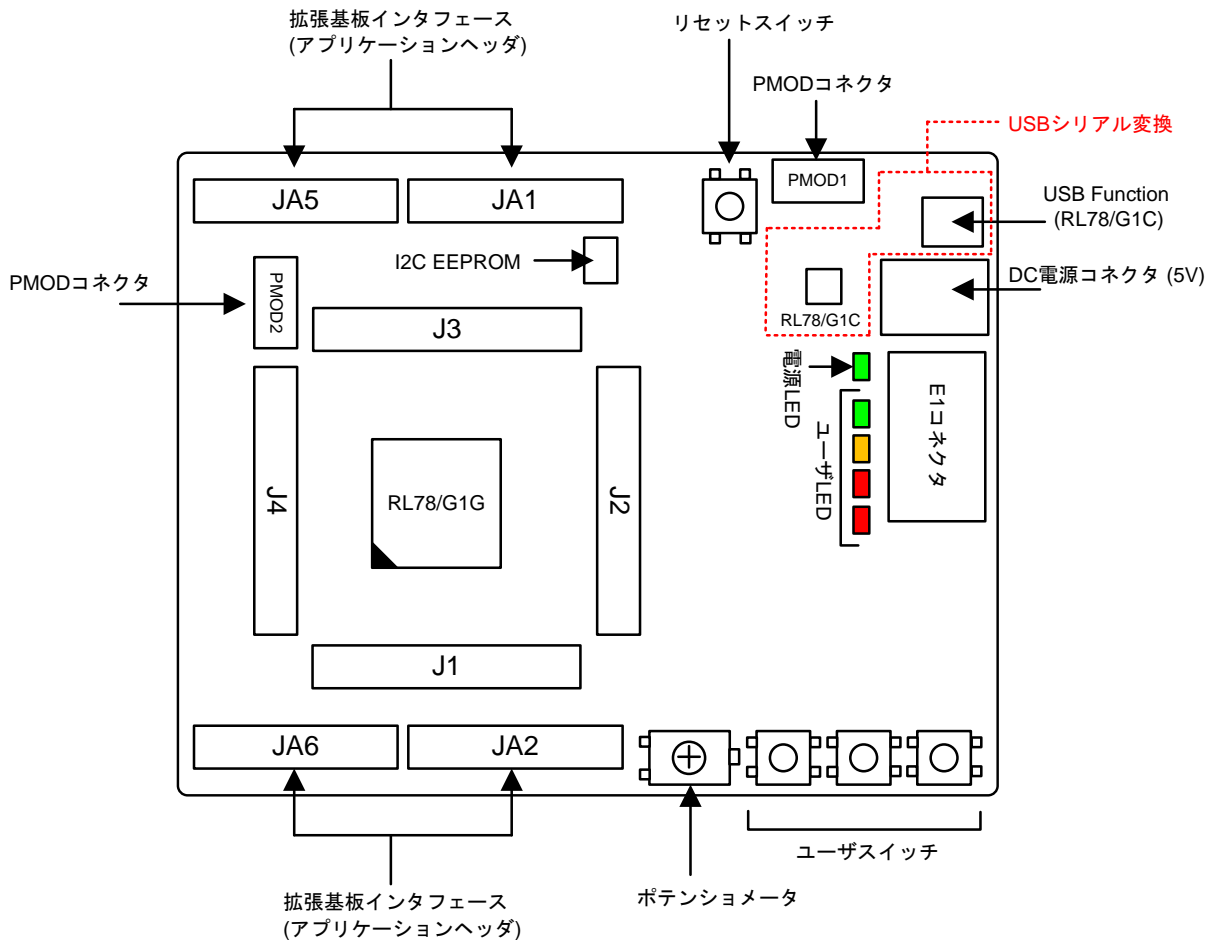 拡張基板インタフェース
(アプリケーションヘッダ)
リセットスイッチ
PMODコネクタ
USBシリアル変換
JA5
JA1
PMOD1
USB Function
(RL78/G1C)
I2C EEPROM
PMODコネクタ
PMOD2
DC電源コネクタ (5V)
RL78/G1C
J3
電源LED
E1コネクタ
ユーザLED
J4
RL78/G1G
J2
J1
JA6
JA2
ユーザスイッチ
ポテンショメータ
拡張基板インタフェース
(アプリケーションヘッダ)